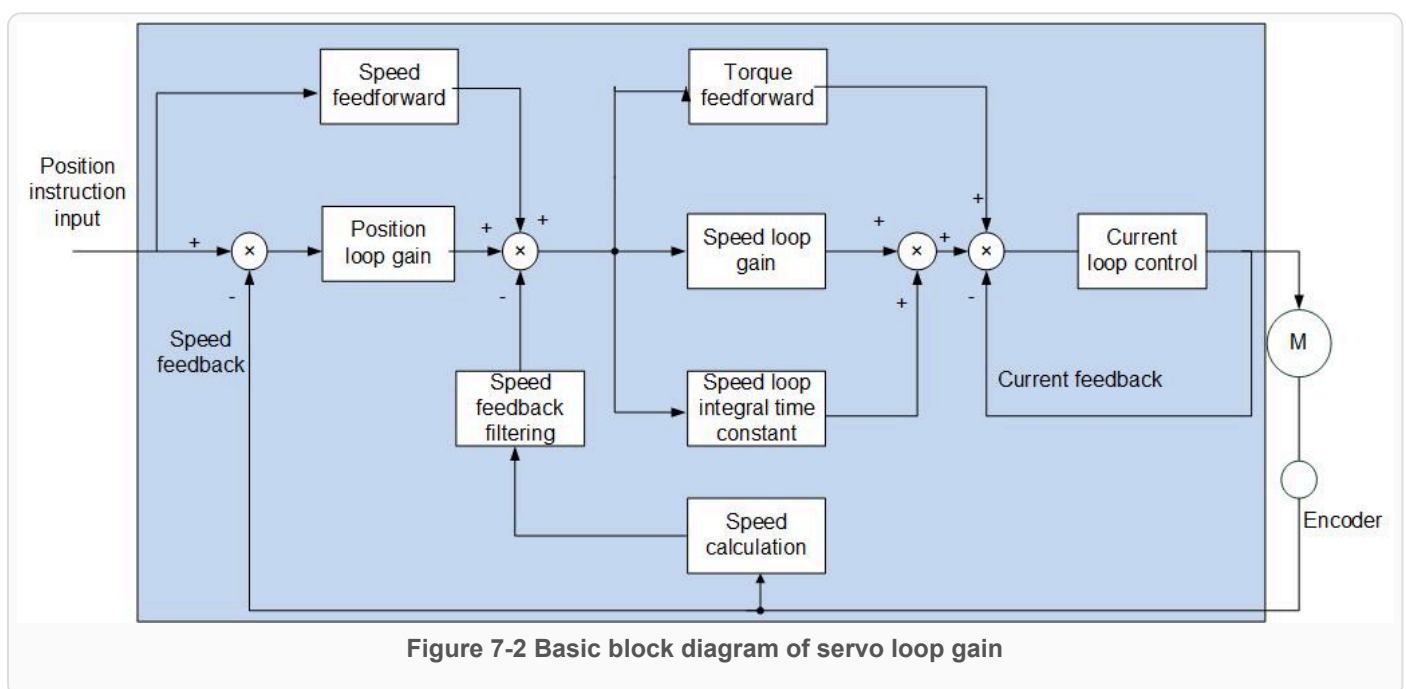 Speed
feedforward
Torque
feedforward
Position
instruction
input
+
×
-
Position
loop gain
+
+
×
-
Speed loop
gain
+
×
+
+
+
×
-
Current
loop control
M
Speed
feedback
Speed
feedback
filtering
Speed loop
integral time
constant
Current feedback
Speed
calculation
Encoder
Figure 7-2 Basic block diagram of servo loop gain